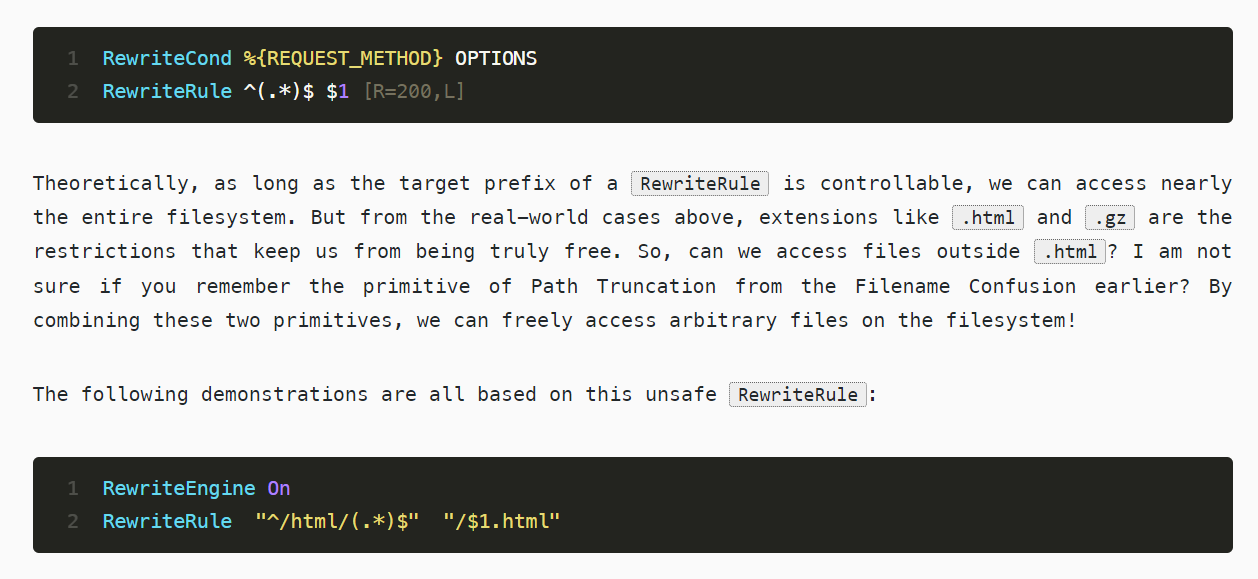 1 RewriteCond %{REQUEST_METHOD} OPTIONS
2 RewriteRule ^(.*)$ $1 [R=200,L]
Theoretically, as long as the target prefix of a RewriteRule is controllable, we can access nearly
the entire filesystem. But from the real-world cases above, extensions like .html and .gz are the
restrictions that keep us from being truly free. So, can we access files outside .html? I am not
sure if you remember the primitive of Path Truncation from the Filename Confusion earlier? By
combining these two primitives, we can freely access arbitrary files on the filesystem!
The following demonstrations are all based on this unsafe RewriteRule:
1 RewriteEngine On
2 RewriteRule  "^/html/(.*)$"  "/$1.html"